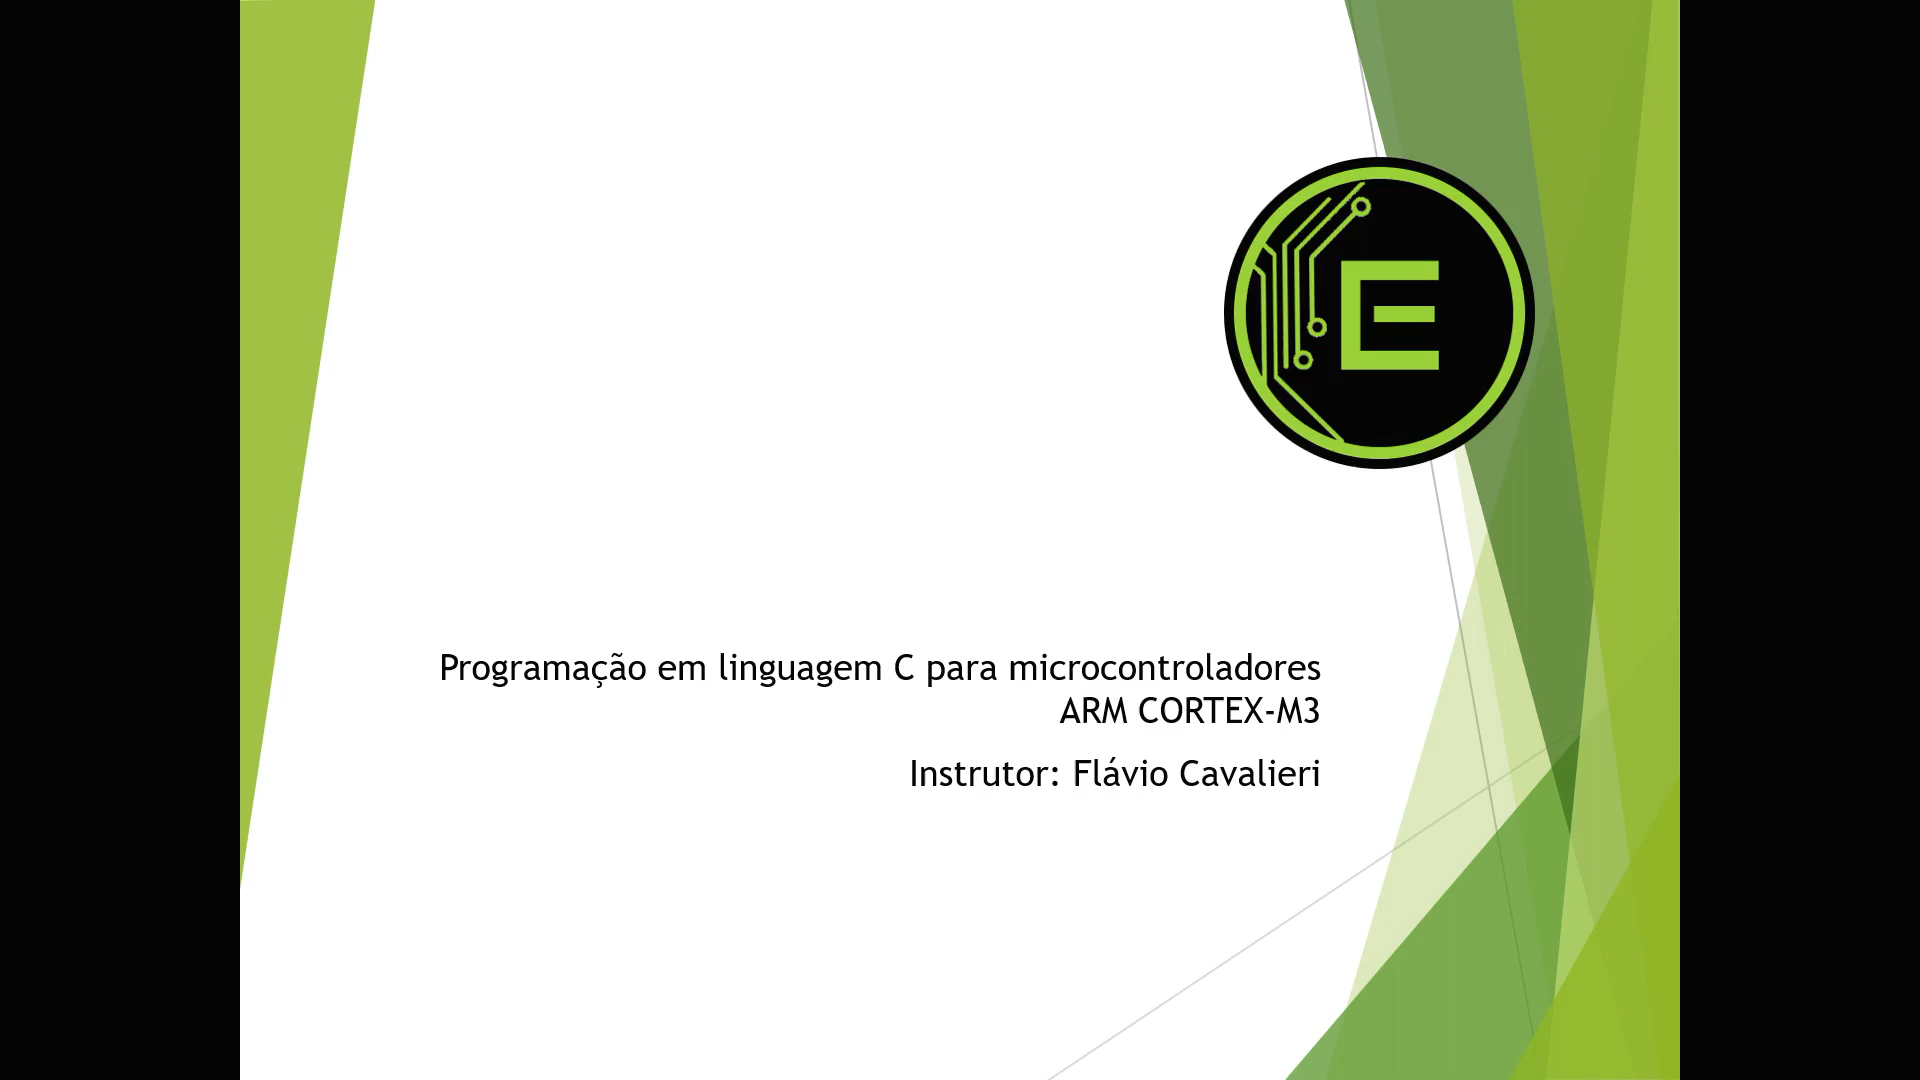 E
Programação em linguagem C para microcontroladores
ARM CORTEX-M3
Instrutor: Flávio Cavalieri